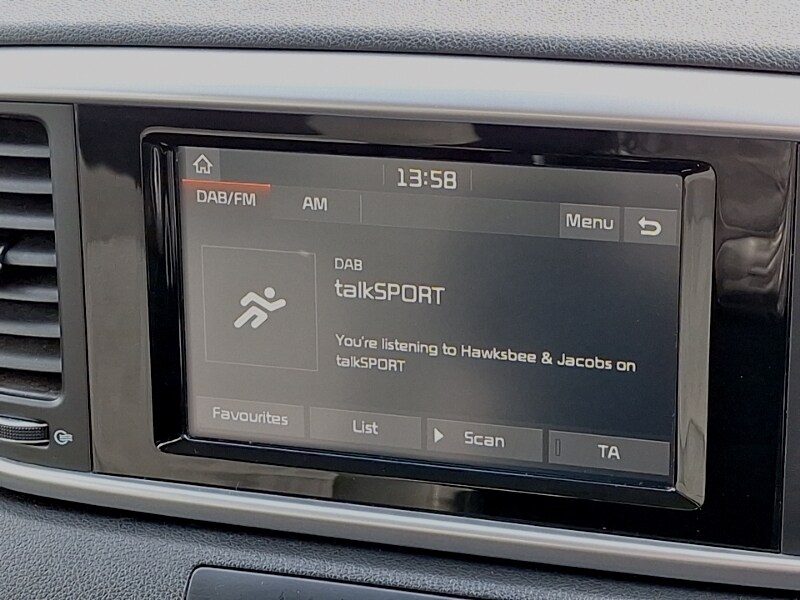 13:58
DAB/FM
AM
Menu
DAB
talkSPORT
You're listening to Hawksbee & Jacobs on
talkSPORT
Favourites
List
Scan
TA